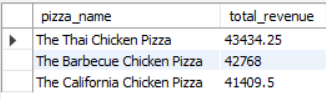 pizza_name total_revenue
The Thai Chicken Pizza 43434.25
The Barbecue Chicken Pizza 42768
The California Chicken Pizza 41409.5